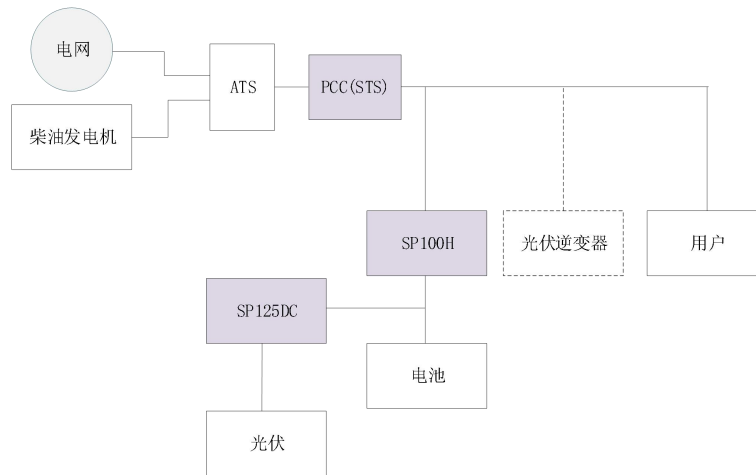 电网
柴油发电机
ATS
PCC(STS)
SP100H
光伏逆变器
用户
SP125DC
电池
光伏